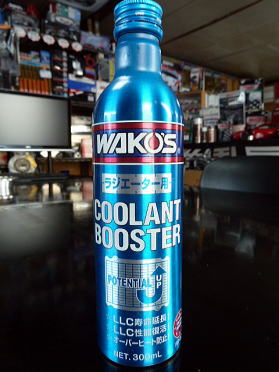 WAKO'S
ラジエーター用
COOLANT
BOOSTER
POTENTIAL UP
LLC寿命延長
LLC性能復活
オーバーヒート防止
NET. 300mL